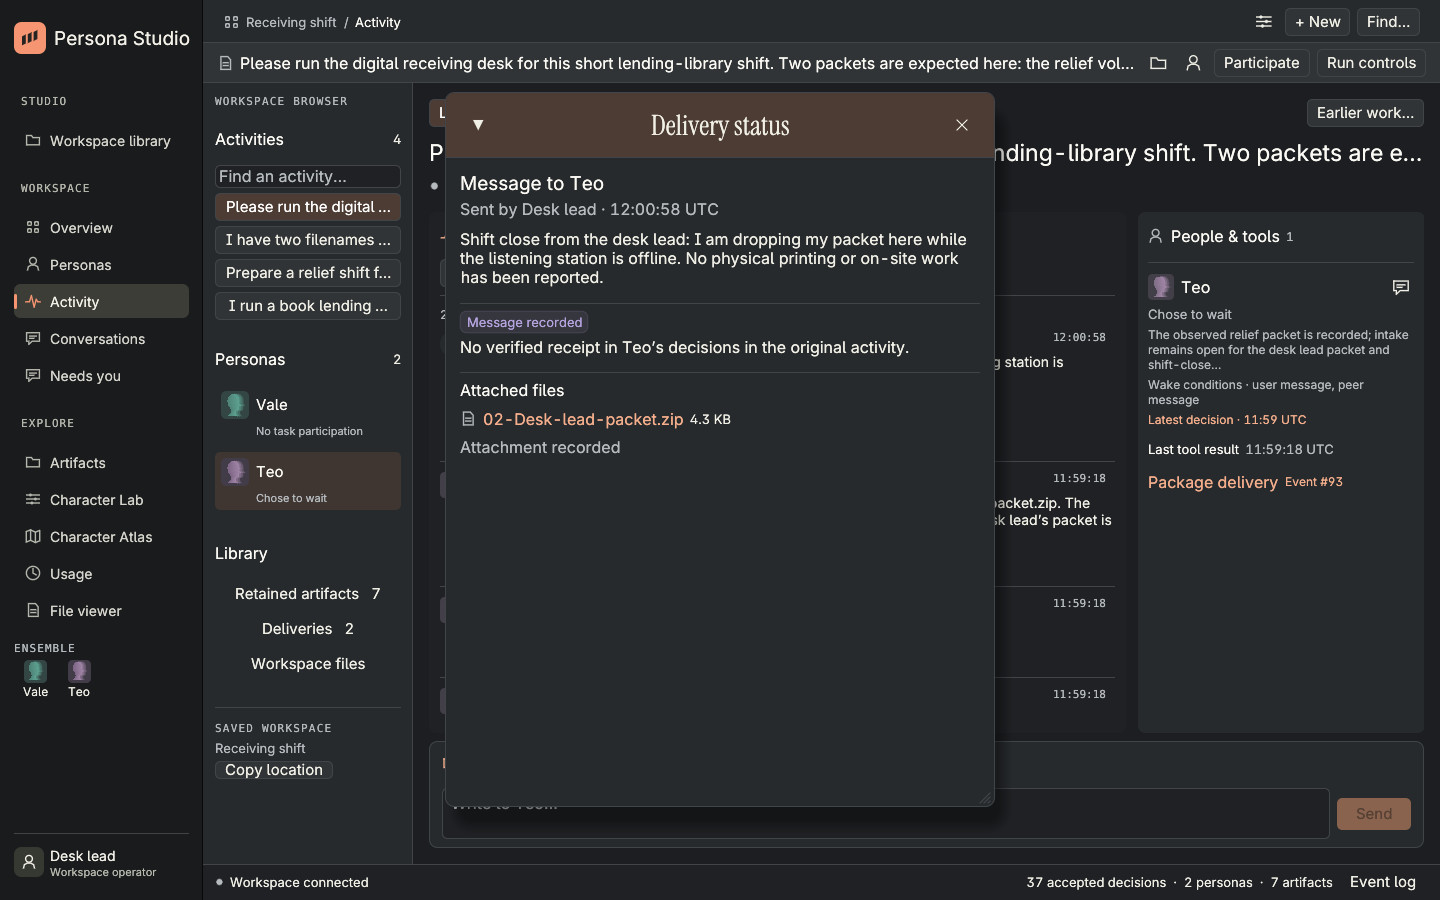 Persona Studio
STUDIO
Workspace library
WORKSPACE
Overview
Personas
Activity
Conversations
Needs you
EXPLORE
Artifacts
Character Lab
Character Atlas
Usage
File viewer
ENSEMBLE
Vale Teo
Desk lead
Workspace operator
Receiving shift / Activity
+ New Find...
Please run the digital receiving desk for this short lending-library shift. Two packets are expected here: the relief vol...
Participate Run controls
WORKSPACE BROWSER
Activities 4
Find an activity...
Please run the digital ...
I have two filenames ...
Prepare a relief shift f...
I run a book lending ...
Personas 2
Vale
No task participation
Teo
Chose to wait
Library
Retained artifacts 7
Deliveries 2
Workspace files
SAVED WORKSPACE
Receiving shift
Copy location
Earlier work...
nding-library shift. Two packets are e...
▼ Delivery status
Message to Teo
Sent by Desk lead · 12:00:58 UTC
Shift close from the desk lead: I am dropping my packet here while
the listening station is offline. No physical printing or on-site work
has been reported.
Message recorded
No verified receipt in Teo's decisions in the original activity.
Attached files
02-Desk-lead-packet.zip 4.3 KB
Attachment recorded
12:00:58
g station is
11:59:18
packet.zip. The
sk lead's packet is
11:59:18
11:59:18
People & tools 1
Teo
Chose to wait
The observed relief packet is recorded; intake
remains open for the desk lead packet and
shift-close...
Wake conditions · user message, peer
message
Latest decision · 11:59 UTC
Last tool result 11:59:18 UTC
Package delivery Event #93
Send
Workspace connected
37 accepted decisions · 2 personas · 7 artifacts Event log